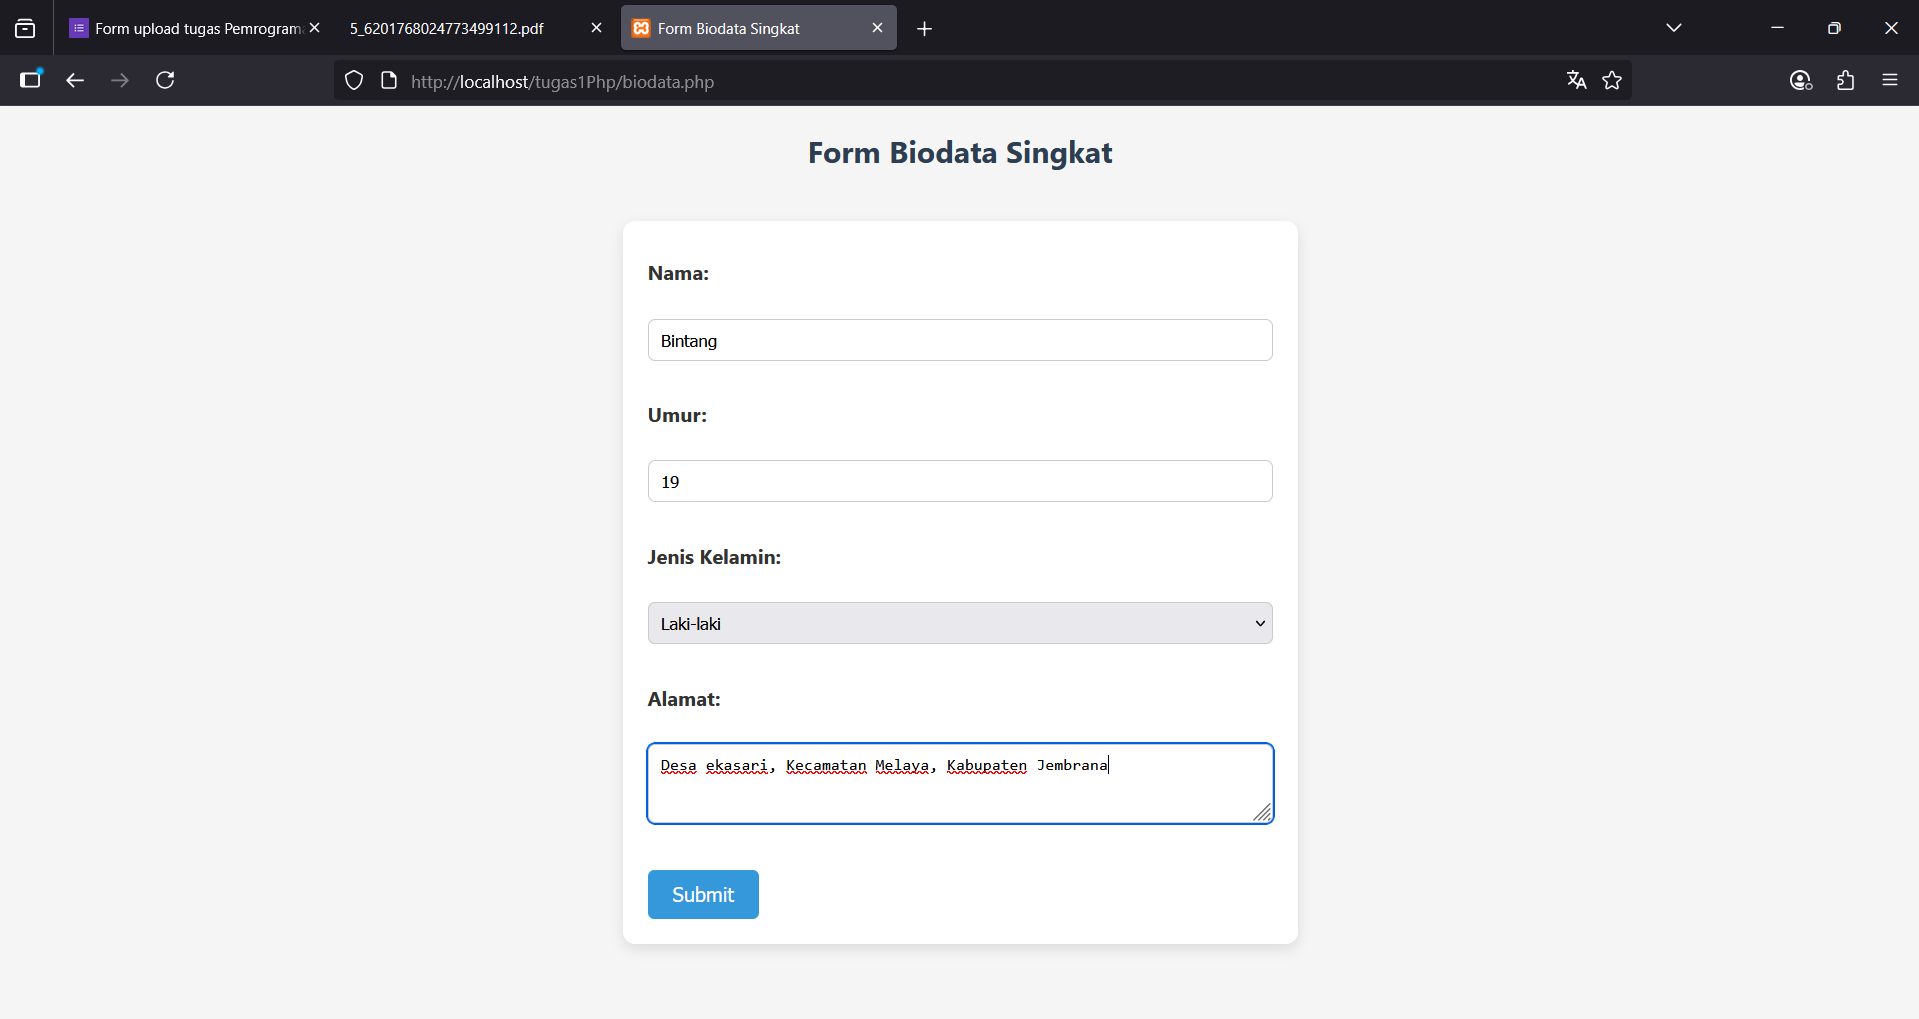 Form upload tugas Pemrogram
5_6201768024773499112.pdf
Form Biodata Singkat
http://localhost/tugas1Php/biodata.php
Form Biodata Singkat
Nama:
Bintang
Umur:
19
Jenis Kelamin:
Laki-laki
Alamat:
Desa ekasari, Kecamatan Melaya, Kabupaten Jembrana
Submit